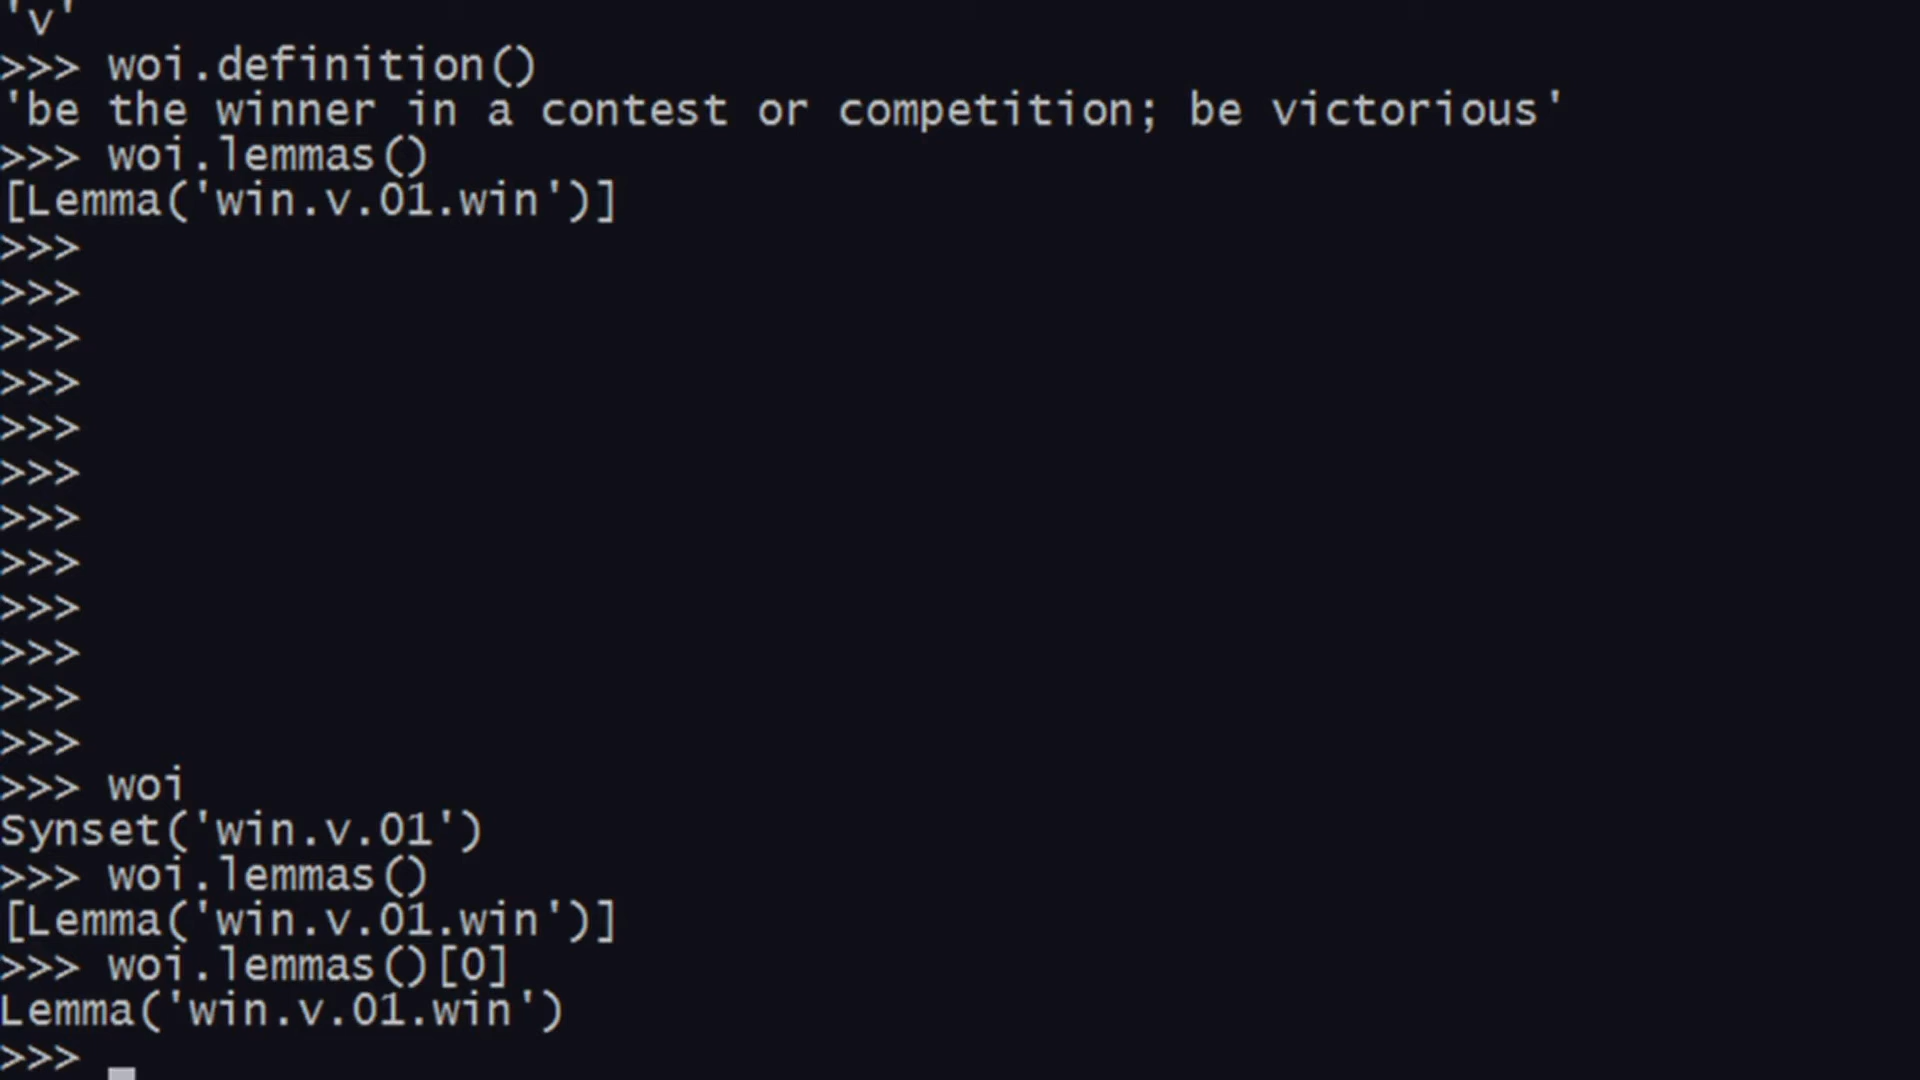 'v'
>>> woi.definition()
'be the winner in a contest or competition; be victorious'
>>> woi.lemmas()
[Lemma('win.v.01.win')]
>>>
>>>
>>>
>>>
>>>
>>>
>>>
>>>
>>>
>>>
>>>
>>>
>>> woi
Synset('win.v.01')
>>> woi.lemmas()
[Lemma('win.v.01.win')]
>>> woi.lemmas()[0]
Lemma('win.v.01.win')
>>>